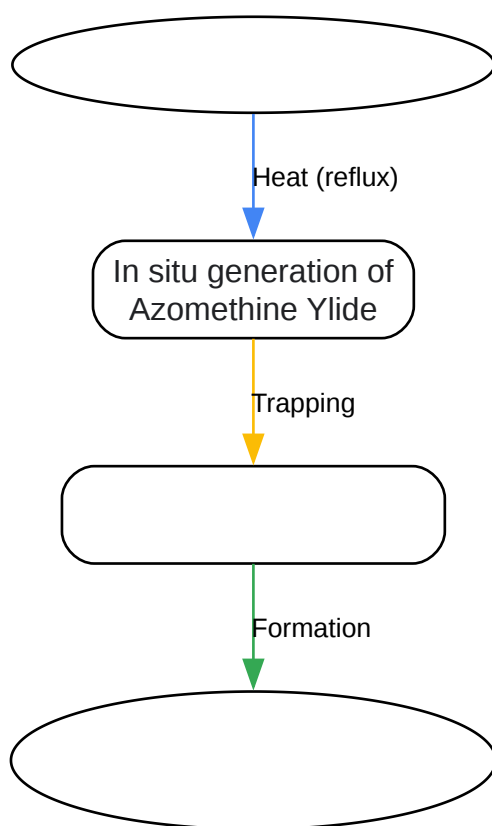 Heat (reflux)
In situ generation of
Azomethine Ylide
Trapping
Formation